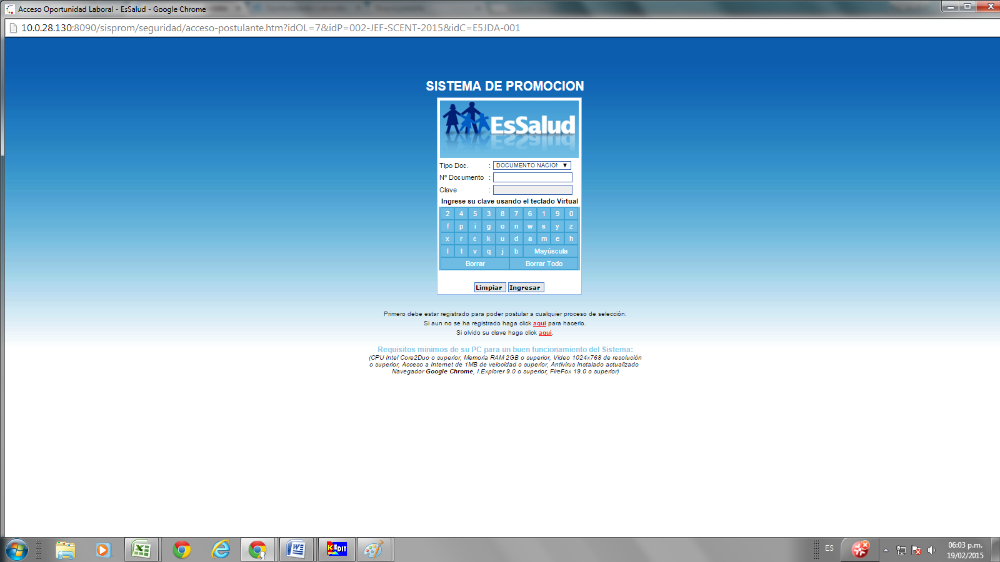 Acceso Oportunidad Laboral - EsSalud - Google Chrome
10.0.28.130:8090/sisprom/seguridad/acceso-postulante.htm?idOL=7&idP=002-JEF-SCENT-2015&idC=E5JDA-001
SISTEMA DE PROMOCION
EsSalud
Tipo Doc. : DOCUMENTO NACION
Nº Documento :
Clave :
Ingrese su clave usando el teclado Virtual
2 4 5 3 8 7 6 1 9 0
f p i g o n w s y z
x r c k u d a m e h
l t v q j b Mayúscula
Borrar Borrar Todo
Limpiar Ingresar
Primero debe estar registrado para poder postular a cualquier proceso de selección.
Si aun no se ha registrado haga click aqui para hacerlo.
Si olvido su clave haga click aqui.
Requisitos minimos de su PC para un buen funcionamiento del Sistema:
(CPU Intel Core2Duo o superior, Memoria RAM 2GB o superior, Video 1024x768 de resolución
o superior, Acceso a Internet de 1MB de velocidad o superior, Antivirus Instalado actualizado
Navegador Google Chrome, I.Explorer 9.0 o superior, FireFox 19.0 o superior)
KEDIT
ES
06:03 p.m.
19/02/2015